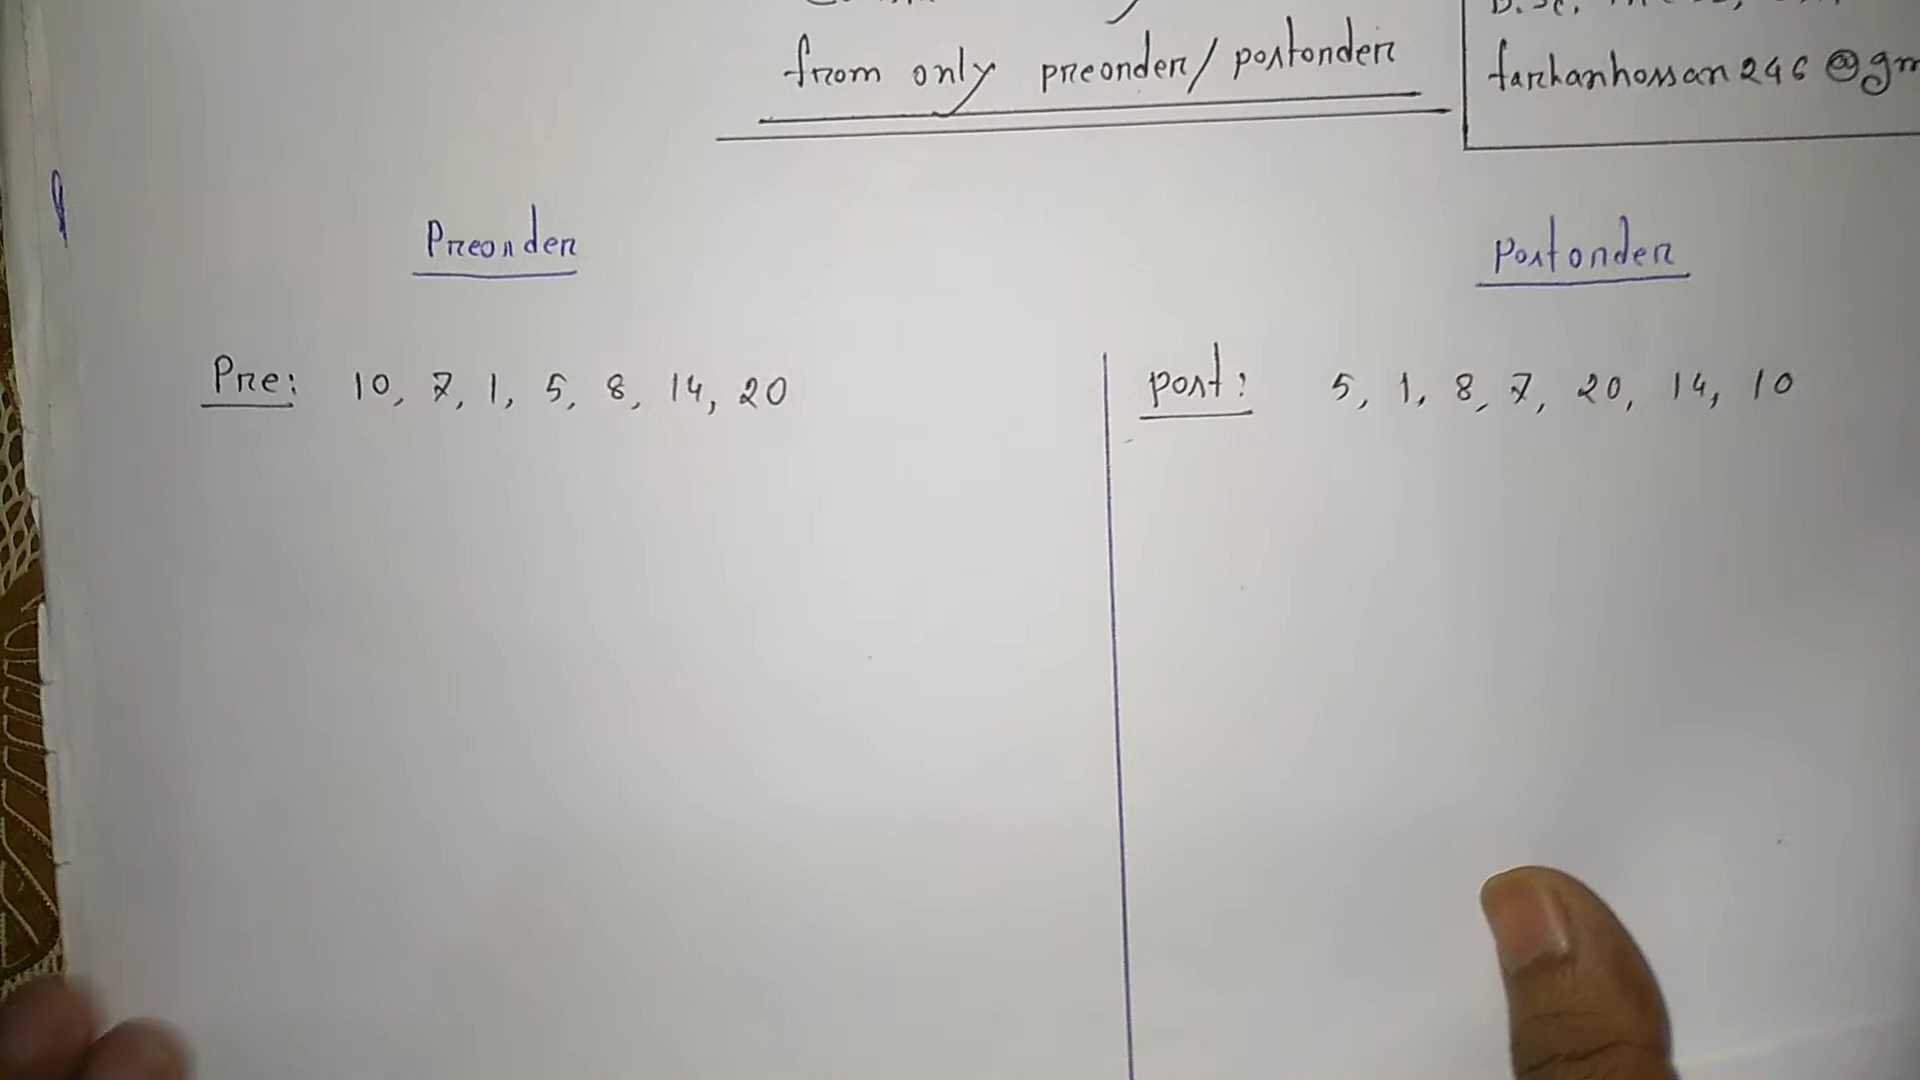 from only preorder/postorder
farhanhossan246@gm
Preorder
Postorder
Pre: 10, 7, 1, 5, 8, 14, 20
post: 5, 1, 8, 7, 20, 14, 10